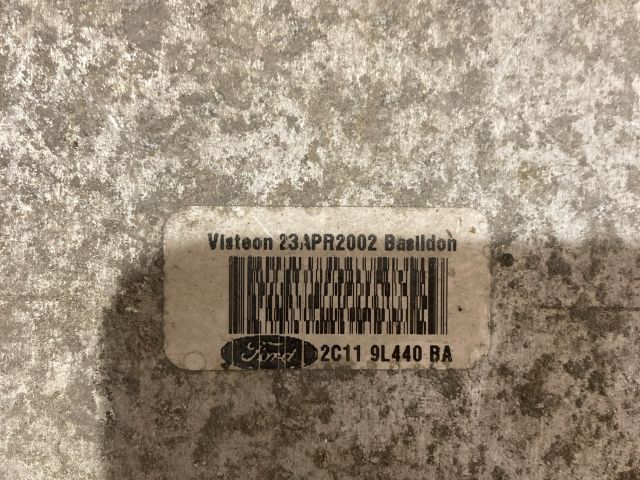 Visteon 23APR2002 Basildon
Ford 2C11 9L440 BA